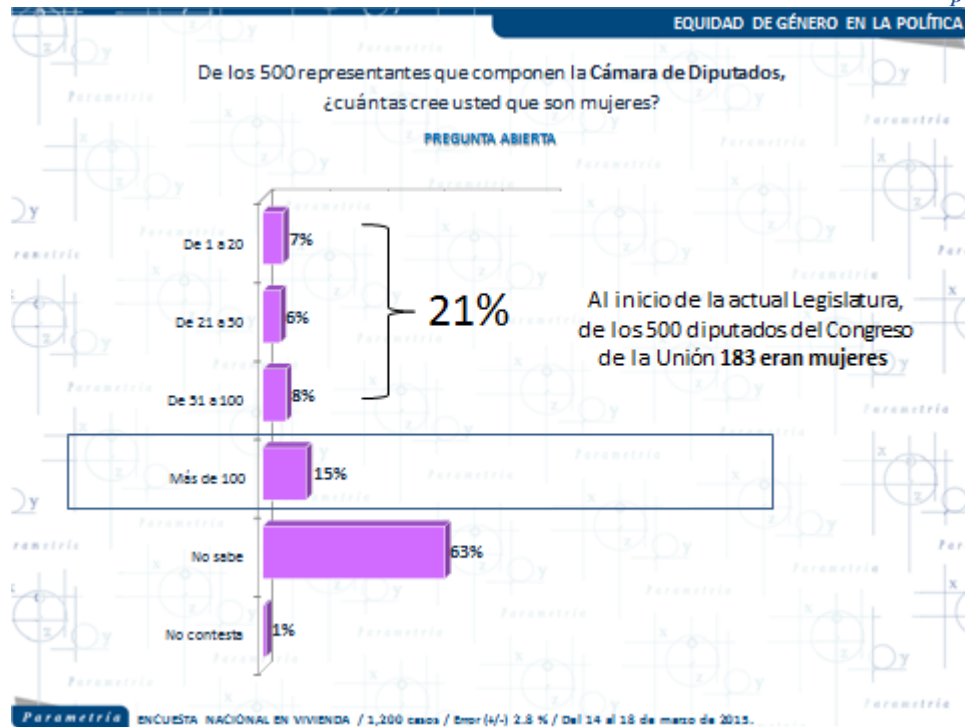 EQUIDAD DE GÉNERO EN LA POLÍTICA
De los 500 representantes que componen la Cámara de Diputados,
¿cuántas cree usted que son mujeres?
PREGUNTA ABIERTA
De 1 a 20
7%
De 21 a 50
6%
De 51 a 100
8%
21%
Al inicio de la actual Legislatura,
de los 500 diputados del Congreso
de la Unión 183 eran mujeres
Más de 100
15%
No sabe
63%
No contesta
1%
Parametría ENCUESTA NACIONAL EN VIVIENDA / 1,200 casos / Error (+/-) 2.8 % / Del 14 al 18 de marzo de 2015.